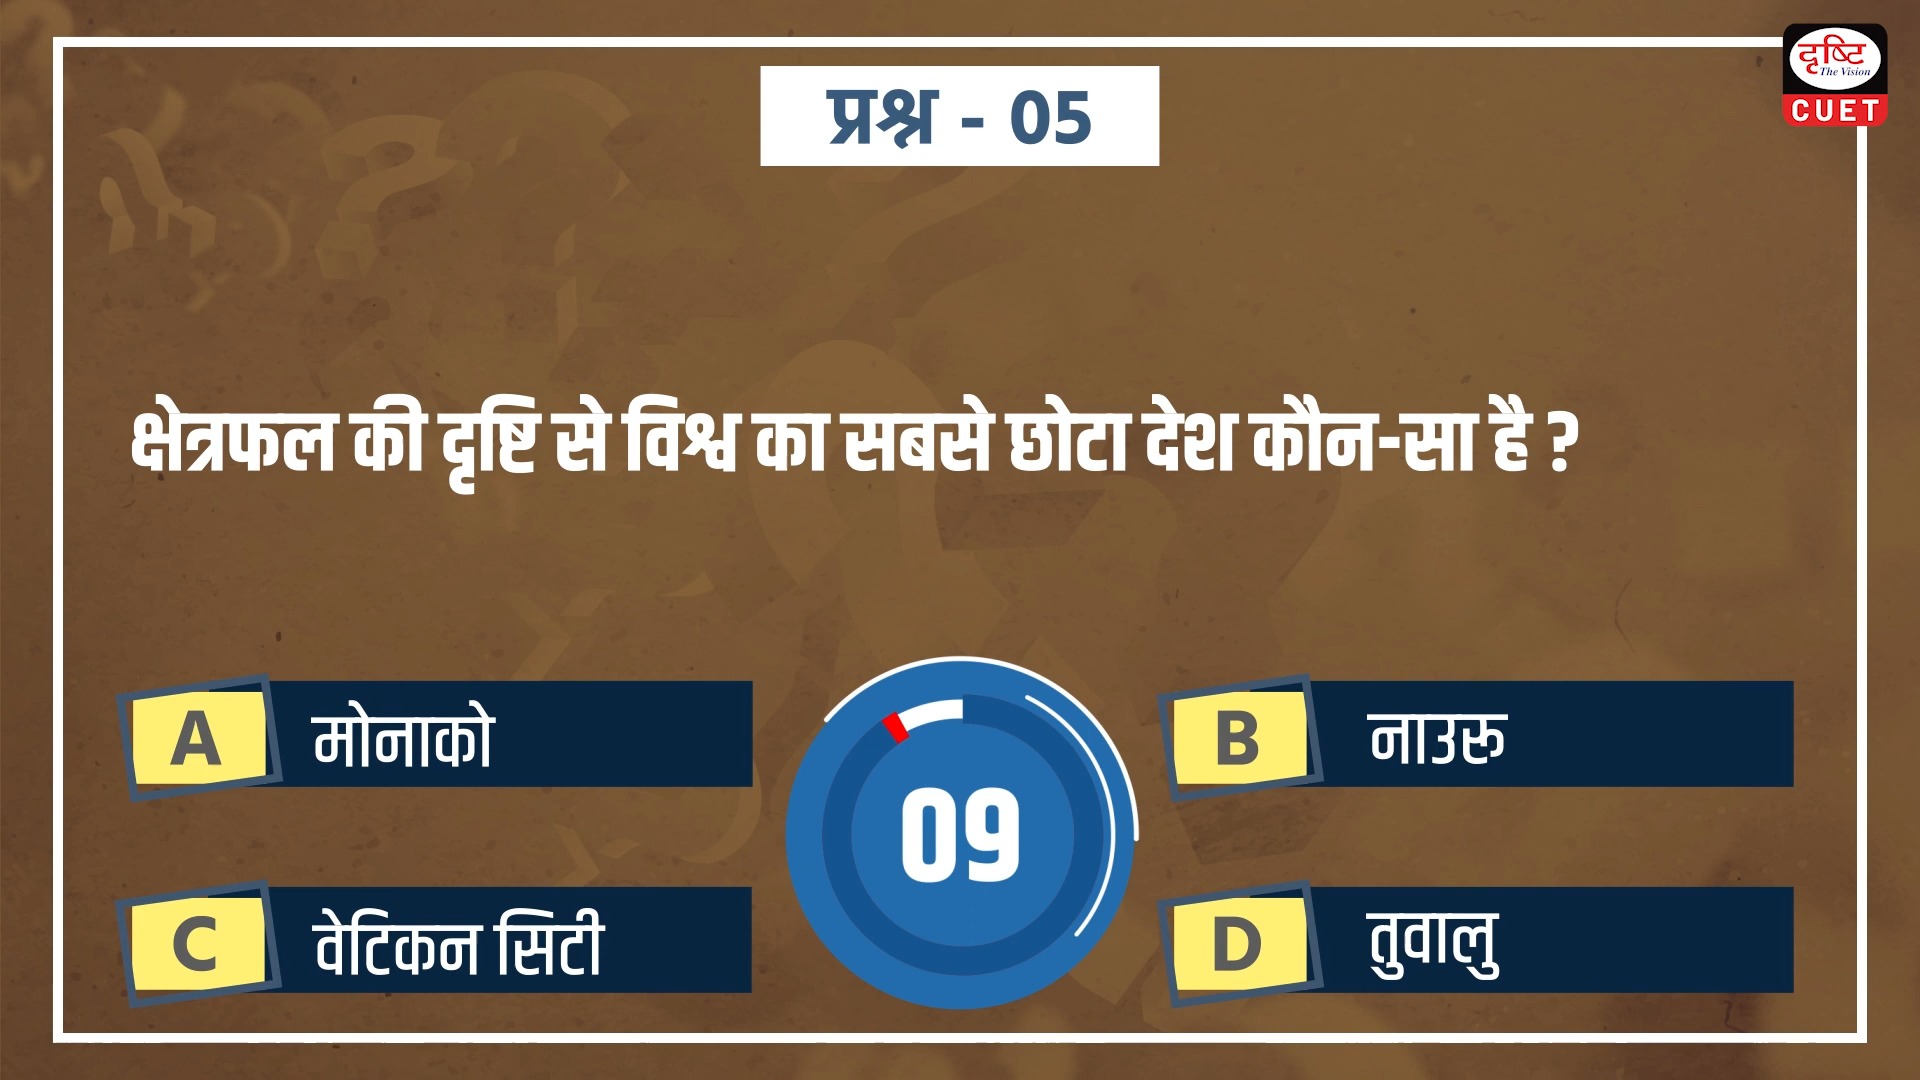 दृष्टि
The Vision
CUET
प्रश्न - 05
क्षेत्रफल की दृष्टि से विश्व का सबसे छोटा देश कौन-सा है ?
A मोनाको
B नाउरू
09
C वेटिकन सिटी
D तुवालु